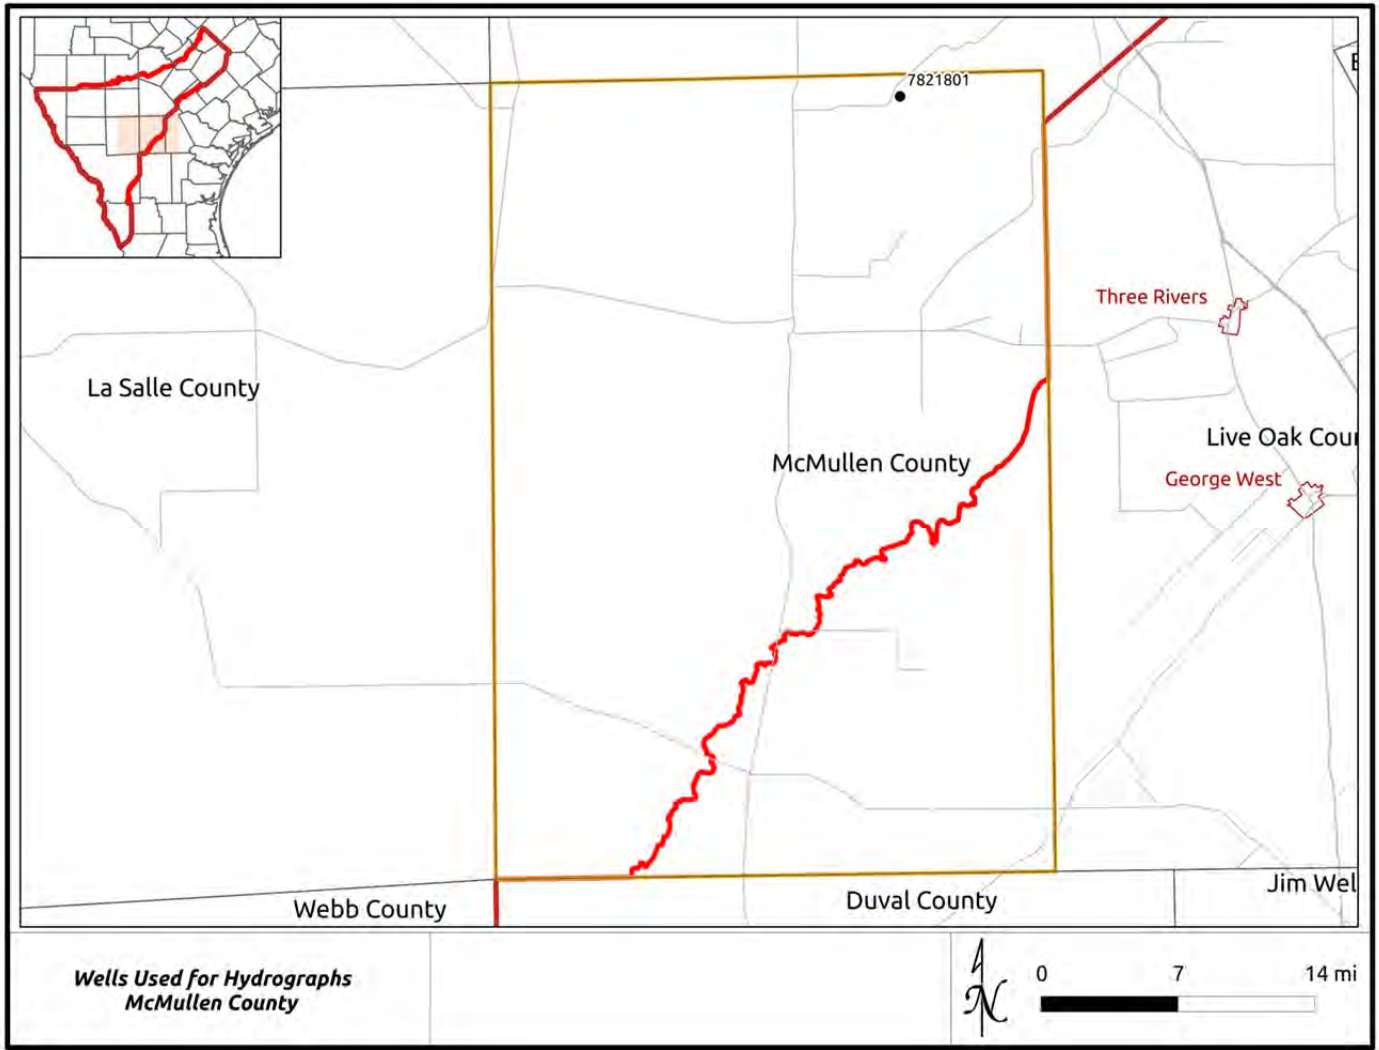 7821801
E
Three Rivers
La Salle County
Live Oak Cour
McMullen County
George West
Jim Wel
Webb County
Duval County
Wells Used for Hydrographs
McMullen County
N
0 7 14 mi